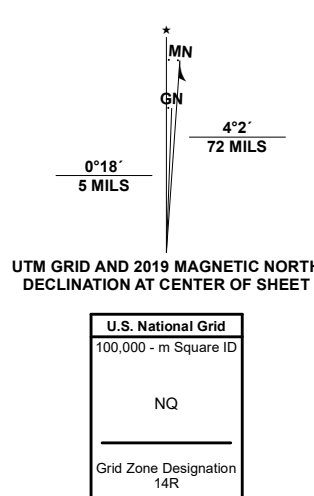 ★
MN
GN
4°2´
72 MILS
0°18´
5 MILS
UTM GRID AND 2019 MAGNETIC NORTH
DECLINATION AT CENTER OF SHEET
U.S. National Grid
100,000 - m Square ID
NQ
Grid Zone Designation
14R